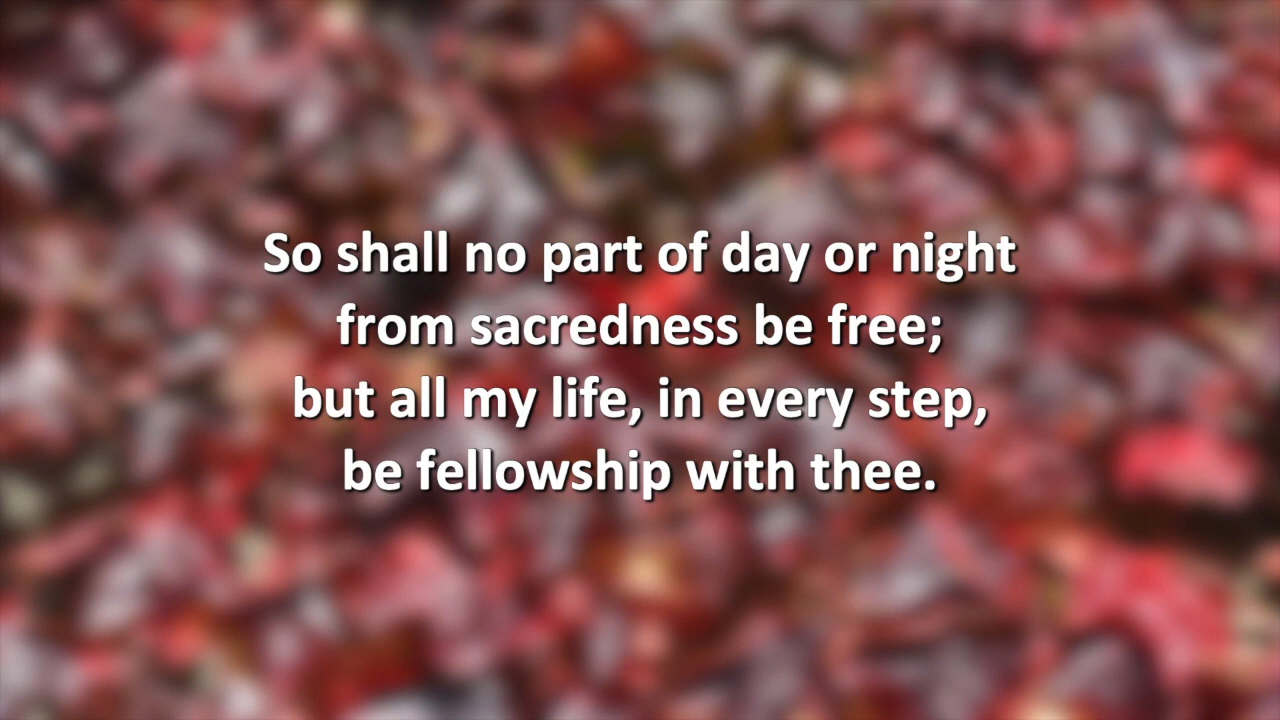 So shall no part of day or night
from sacredness be free;
but all my life, in every step,
be fellowship with thee.